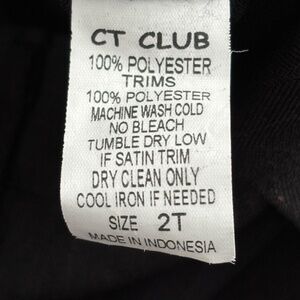 CT CLUB
100% POLYESTER
TRIMS
100% POLYESTER
MACHINE WASH COLD
NO BLEACH
TUMBLE DRY LOW
IF SATIN TRIM
DRY CLEAN ONLY
COOL IRON IF NEEDED
SIZE 2T
MADE IN INDONESIA